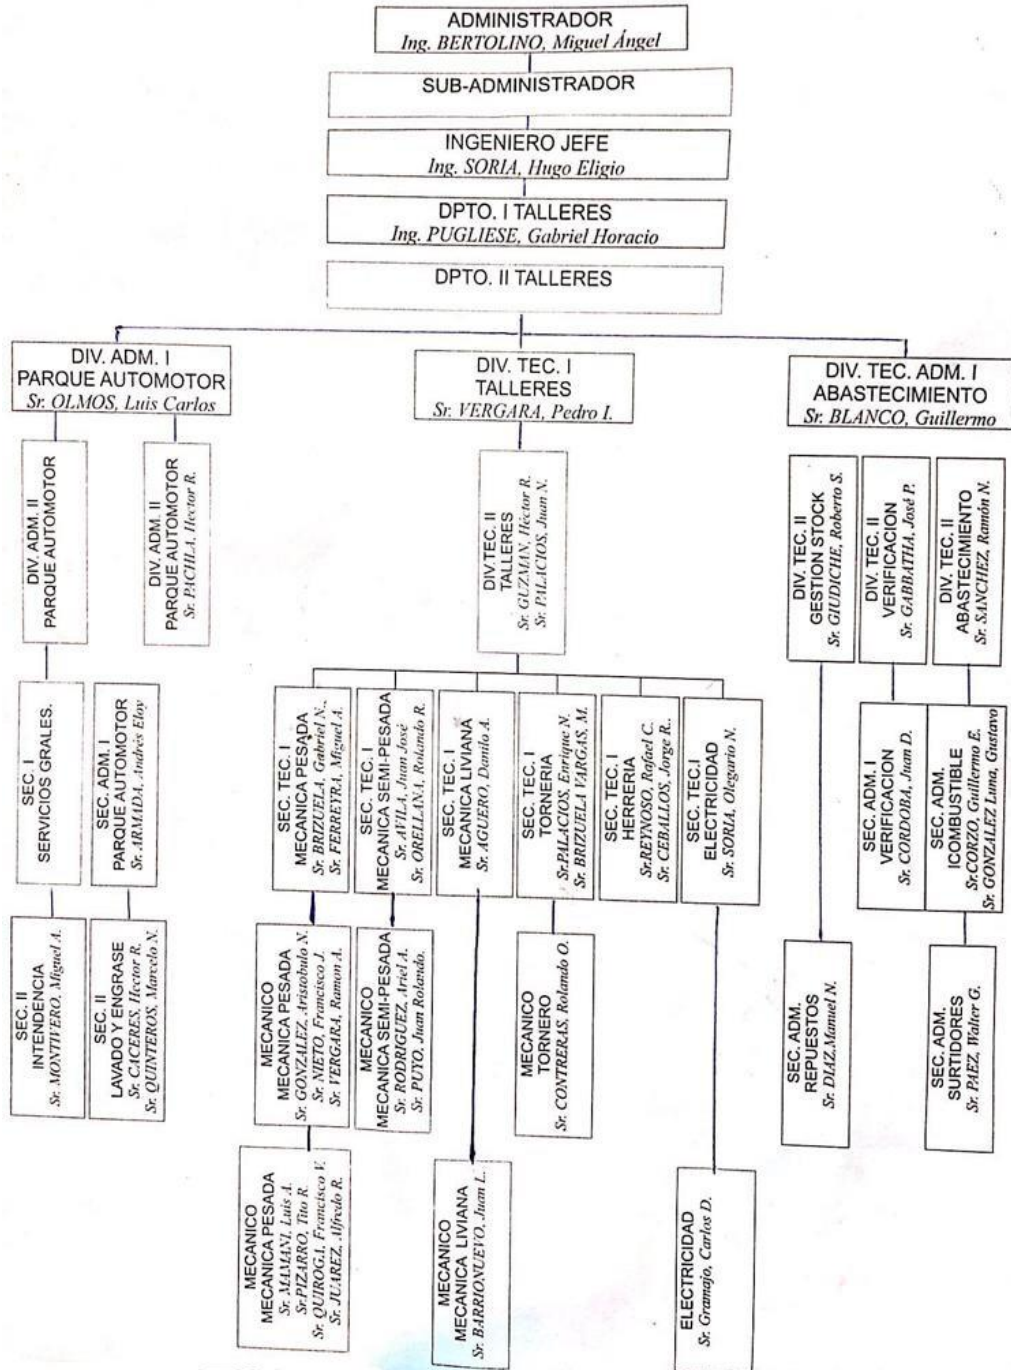 ADMINISTRADOR
Ing. BERTOLINO, Miguel Ángel
SUB-ADMINISTRADOR
INGENIERO JEFE
Ing. SORIA, Hugo Eligio
DPTO. I TALLERES
Ing. PUGLIESE, Gabriel Horacio
DPTO. II TALLERES
DIV. ADM. I
PARQUE AUTOMOTOR
Sr. OLMOS, Luis Carlos
DIV. TEC. I
TALLERES
Sr. VERGARA, Pedro I.
DIV. TEC. ADM. I
ABASTECIMIENTO
Sr. BLANCO, Guillermo
DIV. ADM. II
PARQUE AUTOMOTOR
DIV. ADM. II
PARQUE AUTOMOTOR
Sr. PACHLA, Hector R.
DIV.TEC. II
TALLERES
Sr. GUZMAN, Héctor R.
Sr. PALACIOS, Juan N.
DIV. TEC. II
GESTION STOCK
Sr. GIUDICHE, Roberto S.
DIV. TEC. II
VERIFICACION
Sr. GABBATHA, José P.
DIV. TEC. II
ABASTECIMIENTO
Sr. SANCHEZ, Ramón N.
SEC. I
SERVICIOS GRALES.
SEC. ADM. I
PARQUE AUTOMOTOR
Sr. ARMADA, Andrés Eloy
SEC. TEC. I
MECANICA PESADA
Sr. BRIZUELA, Gabriel N.,
Sr. FERREYRA, Miguel A.
SEC. TEC. I
MECANICA SEMI-PESADA
Sr. AVILA, Juan José
Sr. ORELLANA, Rolando R.
SEC. TEC. I
MECANICA LIVIANA
Sr. AGUERO, Danilo A.
SEC. TEC. I
TORNERIA
Sr.PALACIOS, Enrique N.
Sr. BRIZUELA VARGAS, M.
SEC. TEC. I
HERRERIA
Sr.REYNOSO, Rafael C.
Sr. CEBALLOS, Jorge R..
SEC. TEC.I
ELECTRICIDAD
Sr. SORIA, Olegario N.
SEC. ADM. I
VERIFICACION
Sr. CORDOBA, Juan D.
SEC. ADM.
ICOMBUSTIBLE
Sr.CORZO, Guillermo E.
Sr. GONZALEZ Luna, Gustavo
SEC. II
INTENDENCIA
Sr. MONTIVERO, Miguel A.
SEC. II
LAVADO Y ENGRASE
Sr. CACERES, Hector R.
Sr. QUINTEROS, Marcelo N.
MECANICO
MECANICA PESADA
Sr. GONZALEZ, Aristobulo N.
Sr. NIETO, Francisco J.
Sr. VERGARA, Ramon A.
MECANICO
MECANICA SEMI-PESADA
Sr. RODRIGUEZ, Ariel A.
Sr. PUYO, Juan Rolando.
MECANICO
TORNERO
Sr. CONTRERAS, Rolando O.
SEC. ADM.
REPUESTOS
Sr. DIAZ,Manuel N.
SEC. ADM.
SURTIDORES
Sr. PAEZ, Walter G.
MECANICO
MECANICA PESADA
Sr. MAMANI, Luis A.
Sr.PIZARRO, Tito R.
Sr. QUIROGA, Francisco V.
Sr. JUAREZ, Alfredo R.
MECANICO
MECANICA LIVIANA
Sr. BARRIONUEVO, Juan L.
ELECTRICIDAD
Sr. Gramajo, Carlos D.